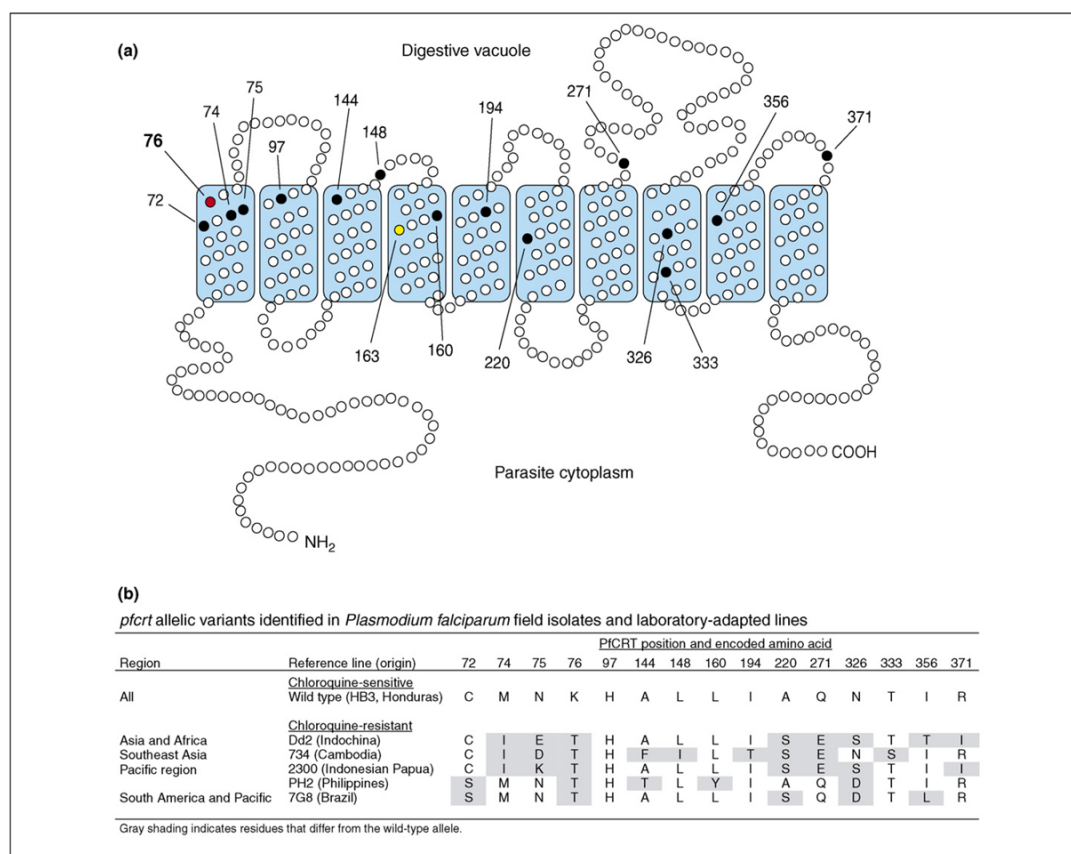 (a)
Digestive vacuole
75
74
76
72
97
144
148
194
271
356
371
163
160
220
326
333
COOH
Parasite cytoplasm
NH2
(b)
pfcrt allelic variants identified in Plasmodium falciparum field isolates and laboratory-adapted lines
PfCRT position and encoded amino acid
Region Reference line (origin) 72 74 75 76 97 144 148 160 194 220 271 326 333 356 371
Chloroquine-sensitive
All Wild type (HB3, Honduras) C M N K H A L L I A Q N T I R
Chloroquine-resistant
Asia and Africa Dd2 (Indochina) C I E T H A L L I S E S T T I
Southeast Asia 734 (Cambodia) C I D T H F I L T S E N S I R
Pacific region 2300 (Indonesian Papua) C I K T H A L L I S E S T I I
PH2 (Philippines) S M N T H T L Y I A Q D T I R
South America and Pacific 7G8 (Brazil) S M N T H A L L I S Q D T L R
Gray shading indicates residues that differ from the wild-type allele.